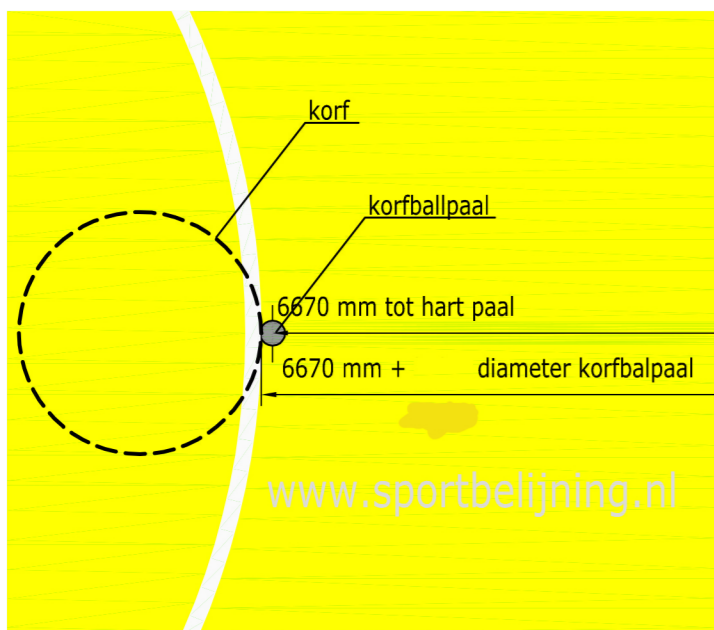 korf
korfballpaal
6670 mm tot hart paal
6670 mm + diameter korfbalpaal
www.sportbelijning.nl